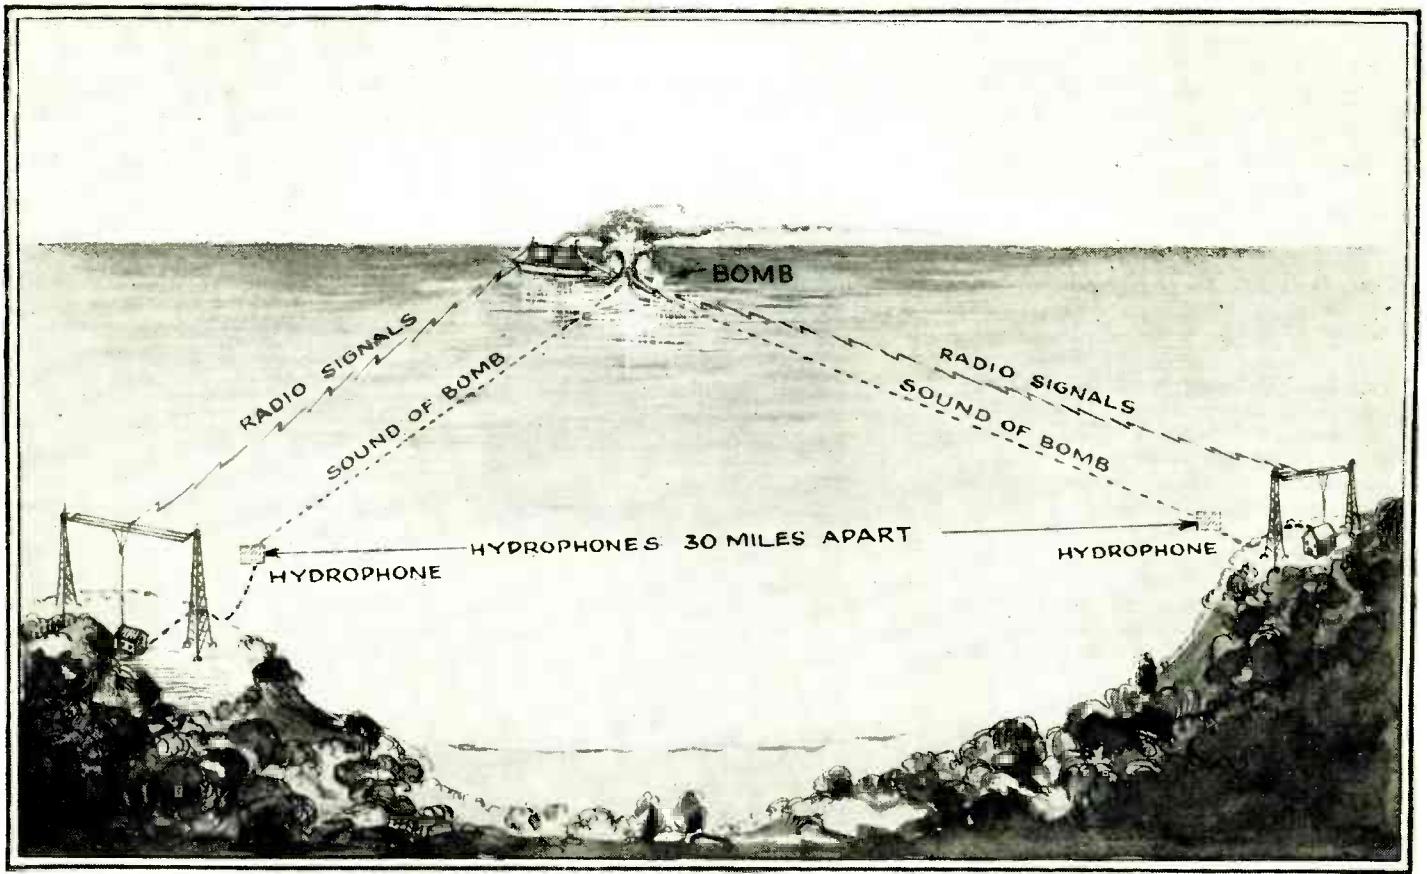 BOMB
RADIO SIGNALS
SOUND OF BOMB
RADIO SIGNALS
SOUND OF BOMB
HYDROPHONES 30 MILES APART
HYDROPHONE
HYDROPHONE